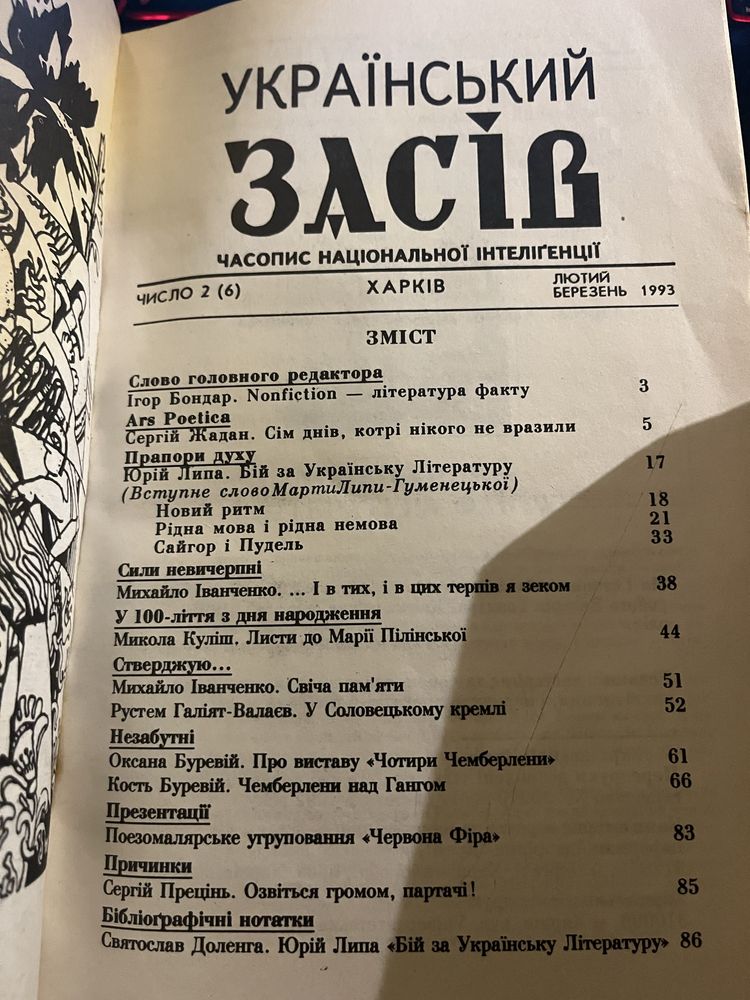 УКРАЇНСЬКИЙ
ЗАСІВ
ЧАСОПИС НАЦІОНАЛЬНОЇ ІНТЕЛІҐЕНЦІЇ
ЧИСЛО 2 (6) ХАРКІВ ЛЮТИЙ
БЕРЕЗЕНЬ 1993
ЗМІСТ
Слово головного редактора
Ігор Бондар. Nonfiction — література факту 3
Ars Poetica
Сергій Жадан. Сім днів, котрі нікого не вразили 5
Прапори духу
Юрій Липа. Бій за Українську Літературу 17
(Вступне слово Марти Липи-Гуменецької)
Новий ритм 18
Рідна мова і рідна немова 21
Сайгор і Пудель 33
Сили невичерпні
Михайло Іванченко. ... І в тих, і в цих терпів я зеком 38
У 100-ліття з дня народження
Микола Куліш. Листи до Марії Пілінської 44
Стверджую...
Михайло Іванченко. Свіча пам'яти 51
Рустем Галіят-Валаєв. У Соловецькому кремлі 52
Незабутні
Оксана Буревій. Про виставу «Чотири Чемберлени» 61
Кость Буревій. Чемберлени над Гангом 66
Презентації
Поезомалярське угруповання «Червона Фіра» 83
Причинки
Сергій Прецінь. Озвіться громом, партачі! 85
Бібліоґрафічні нотатки
Святослав Доленга. Юрій Липа «Бій за Українську Літературу» 86